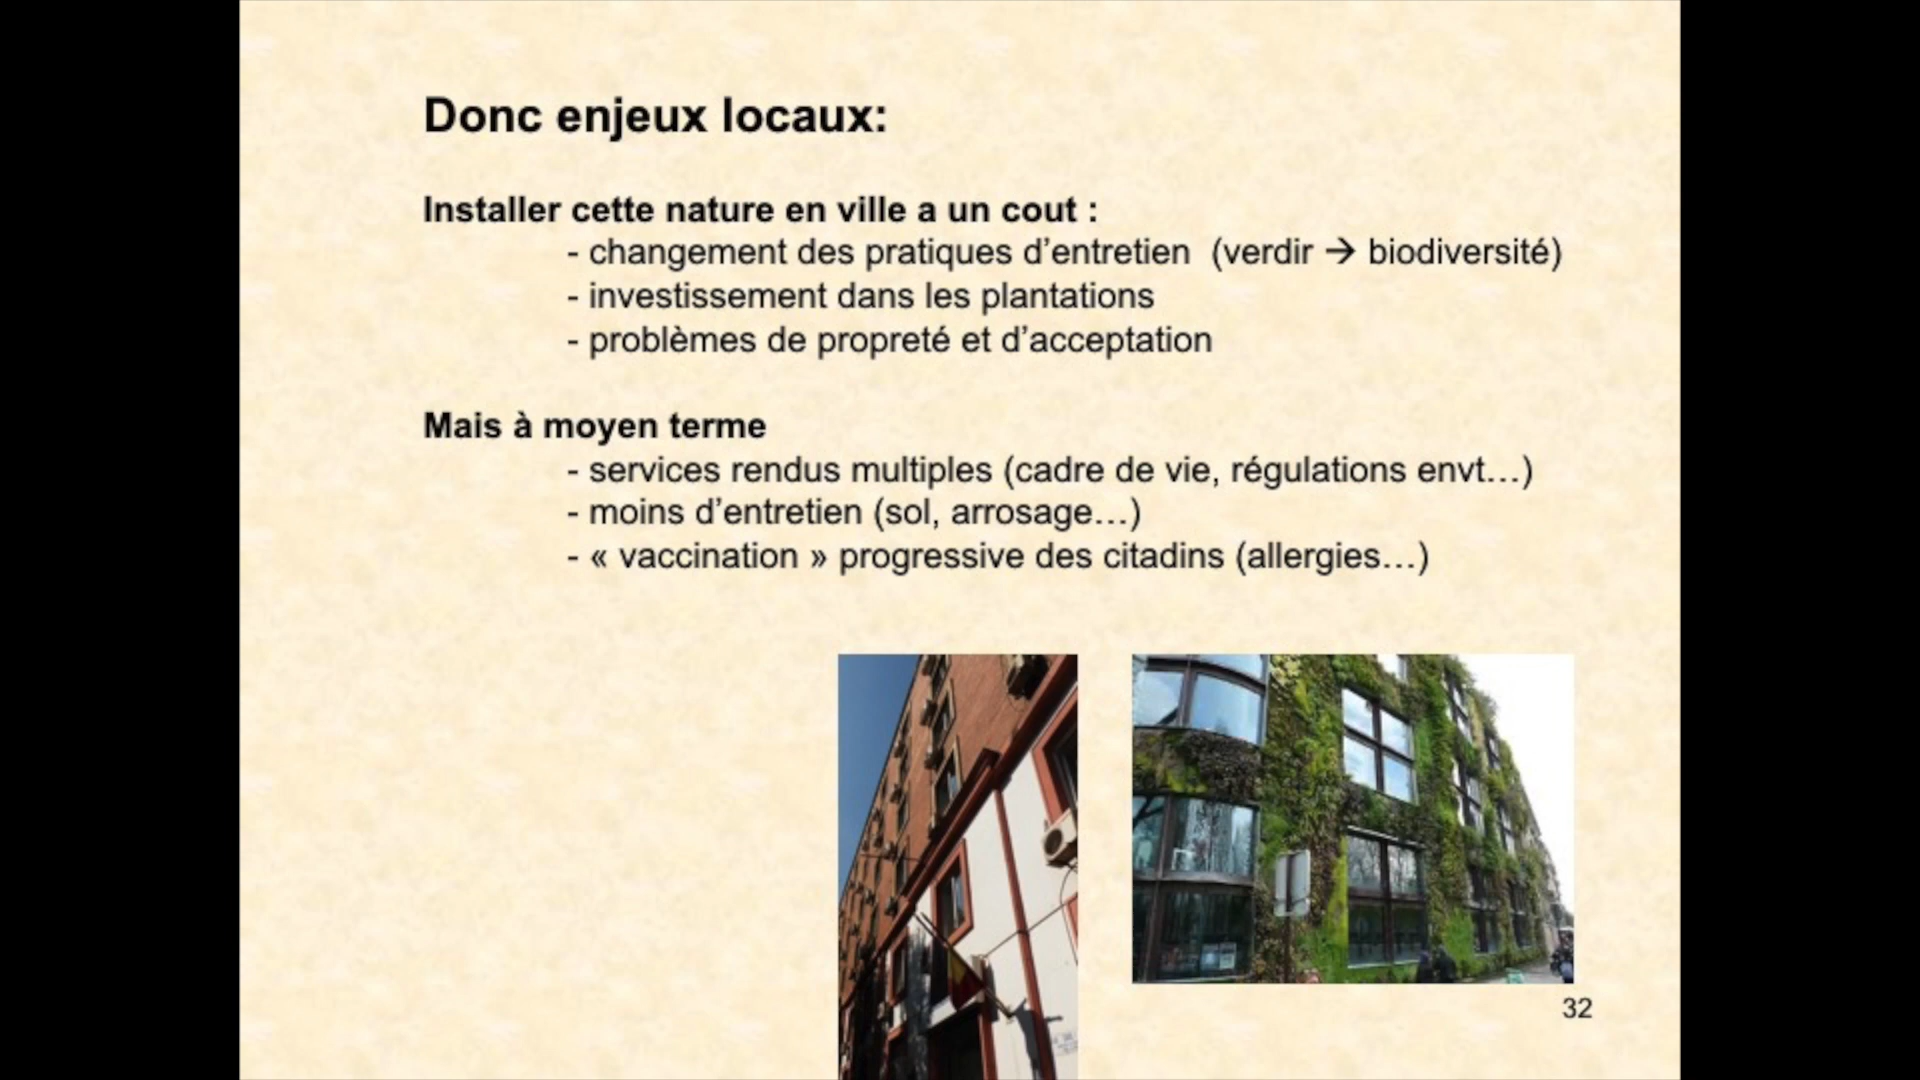 Donc enjeux locaux:
Installer cette nature en ville a un cout :
- changement des pratiques d’entretien (verdir → biodiversité)
- investissement dans les plantations
- problèmes de propreté et d’acceptation
Mais à moyen terme
- services rendus multiples (cadre de vie, régulations envt…)
- moins d’entretien (sol, arrosage…)
- « vaccination » progressive des citadins (allergies…)
32